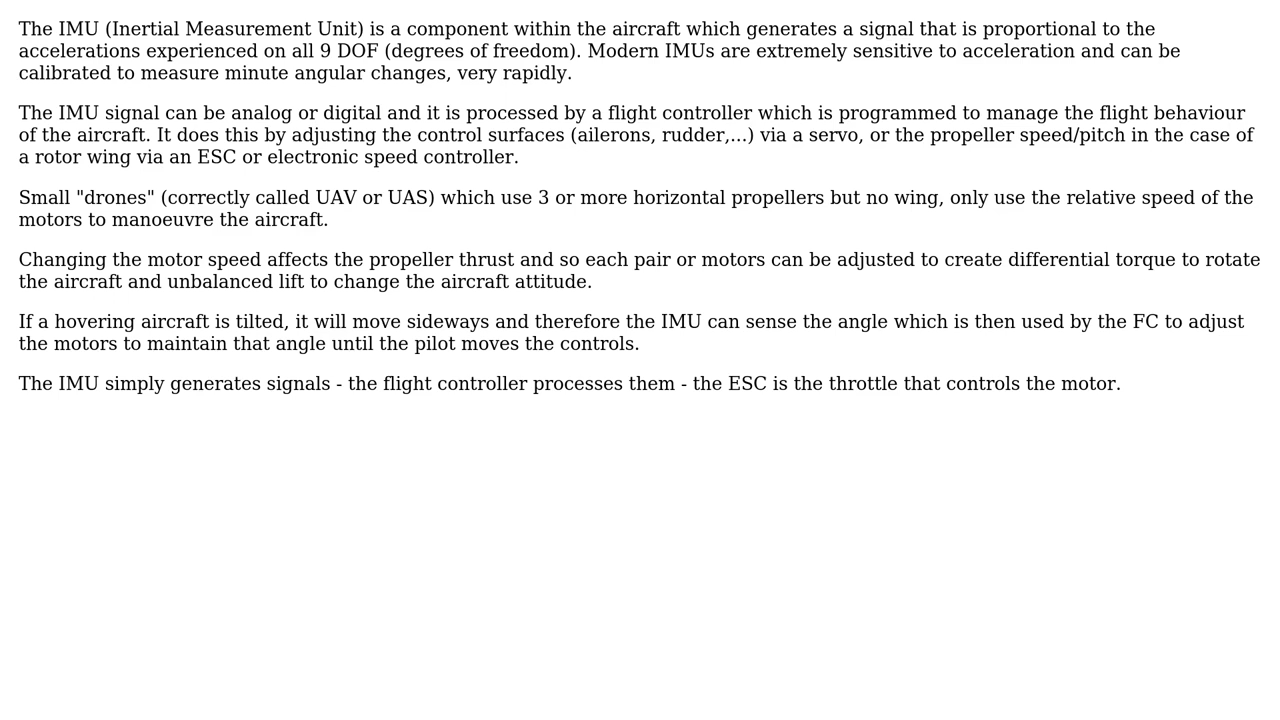 The IMU (Inertial Measurement Unit) is a component within the aircraft which generates a signal that is proportional to the
accelerations experienced on all 9 DOF (degrees of freedom). Modern IMUs are extremely sensitive to acceleration and can be
calibrated to measure minute angular changes, very rapidly.
The IMU signal can be analog or digital and it is processed by a flight controller which is programmed to manage the flight behaviour
of the aircraft. It does this by adjusting the control surfaces (ailerons, rudder,...) via a servo, or the propeller speed/pitch in the case of
a rotor wing via an ESC or electronic speed controller.
Small "drones" (correctly called UAV or UAS) which use 3 or more horizontal propellers but no wing, only use the relative speed of the
motors to manoeuvre the aircraft.
Changing the motor speed affects the propeller thrust and so each pair or motors can be adjusted to create differential torque to rotate
the aircraft and unbalanced lift to change the aircraft attitude.
If a hovering aircraft is tilted, it will move sideways and therefore the IMU can sense the angle which is then used by the FC to adjust
the motors to maintain that angle until the pilot moves the controls.
The IMU simply generates signals - the flight controller processes them - the ESC is the throttle that controls the motor.